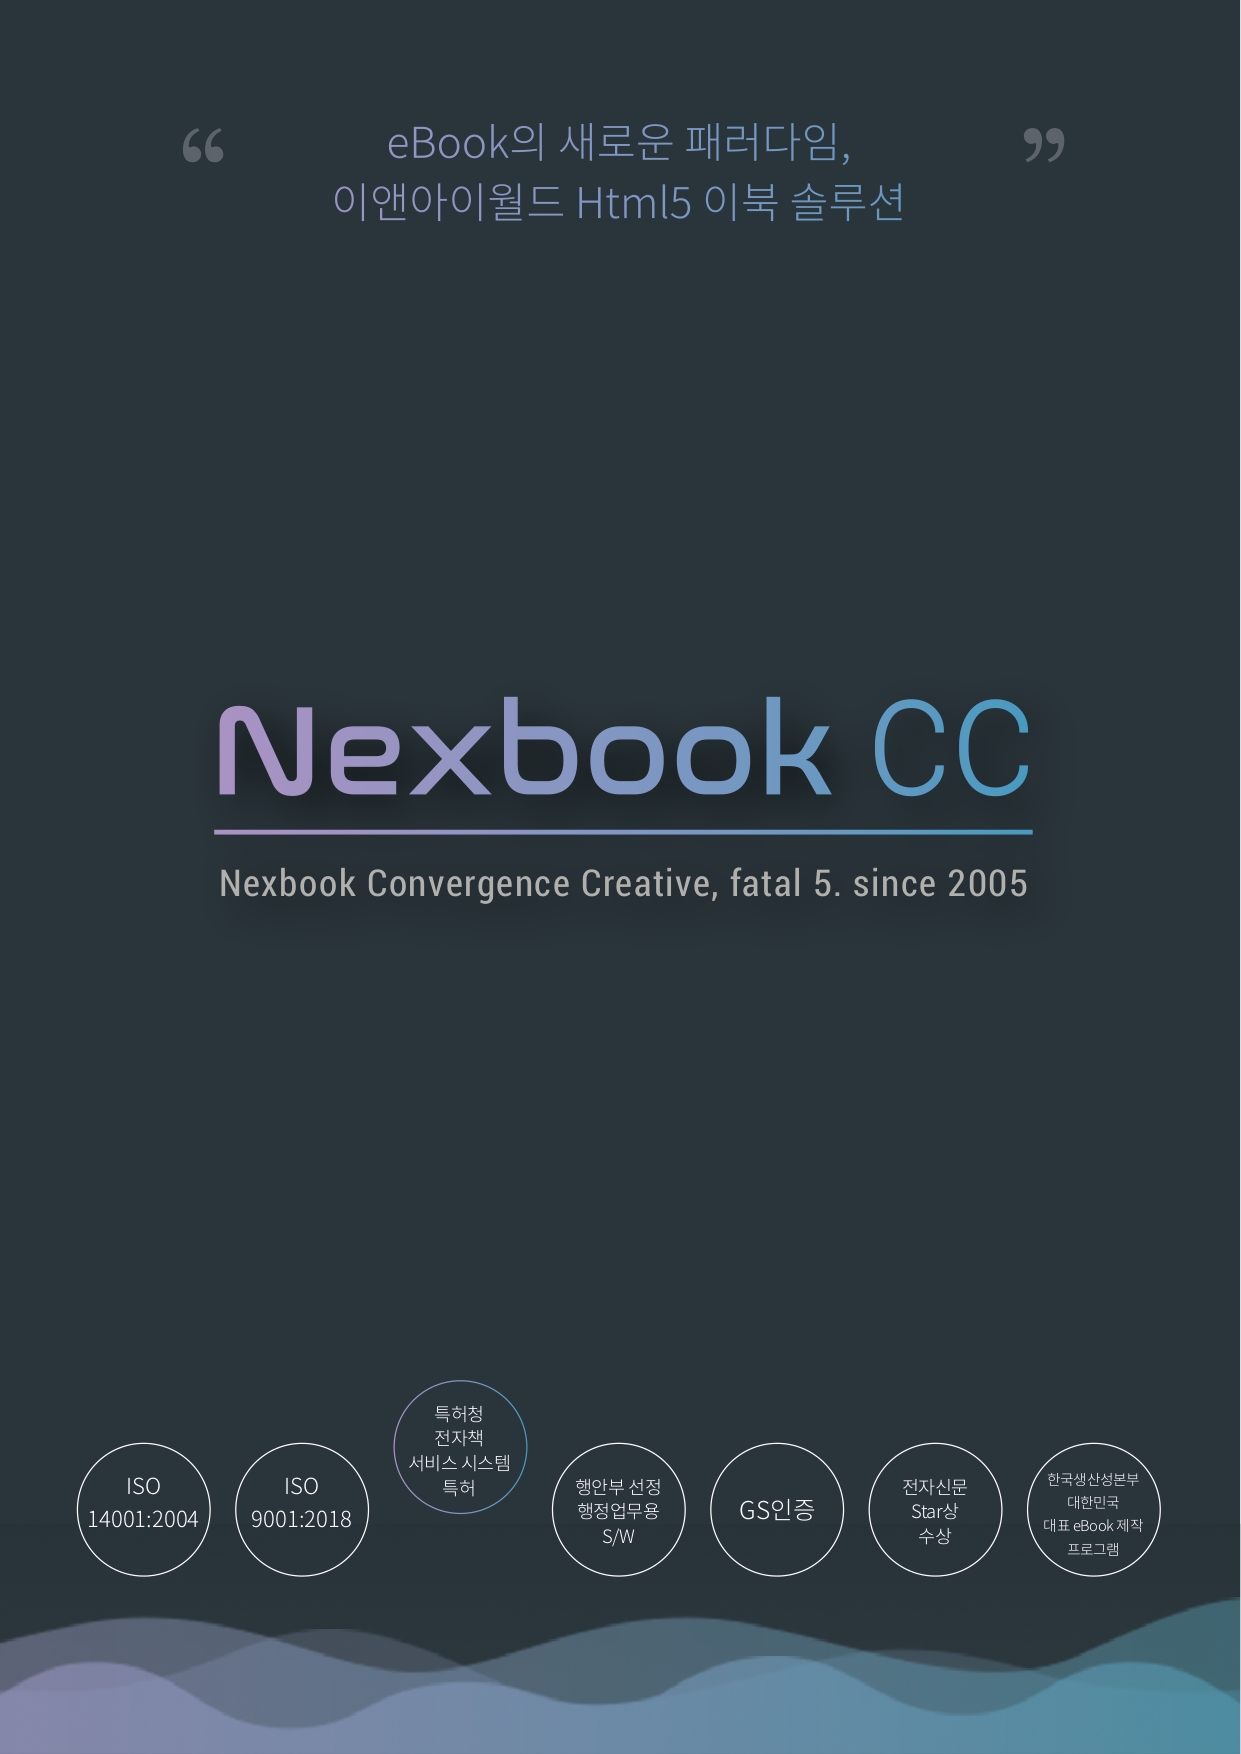 “ eBook의 새로운 패러다임, ”
이앤아이월드 Html5 이북 솔루션
Nexbook CC
Nexbook Convergence Creative, fatal 5. since 2005
ISO
14001:2004
ISO
9001:2018
특허청
전자책
서비스 시스템
특허
행안부 선정
행정업무용
S/W
GS인증
전자신문
Star상
수상
한국생산성본부
대한민국
대표 eBook 제작
프로그램